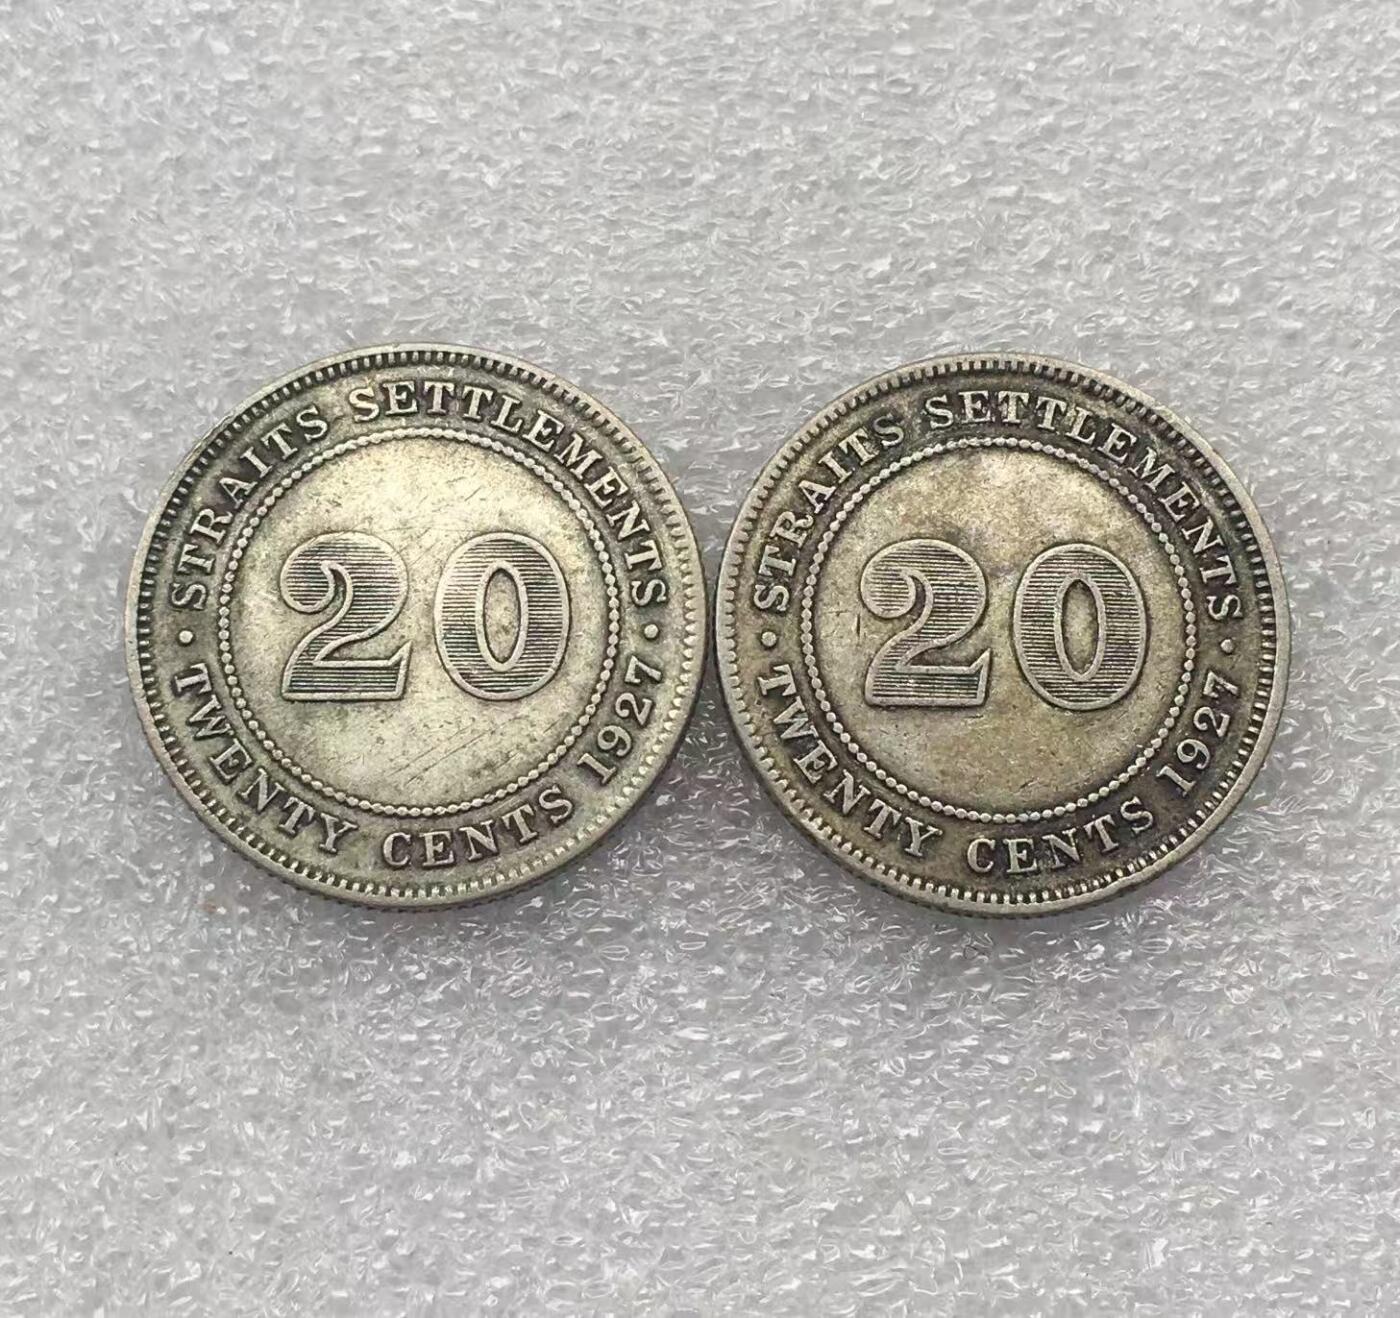 · STRAITS SETTLEMENTS ·
TWENTY CENTS 1927
20
· STRAITS SETTLEMENTS ·
TWENTY CENTS 1927
20